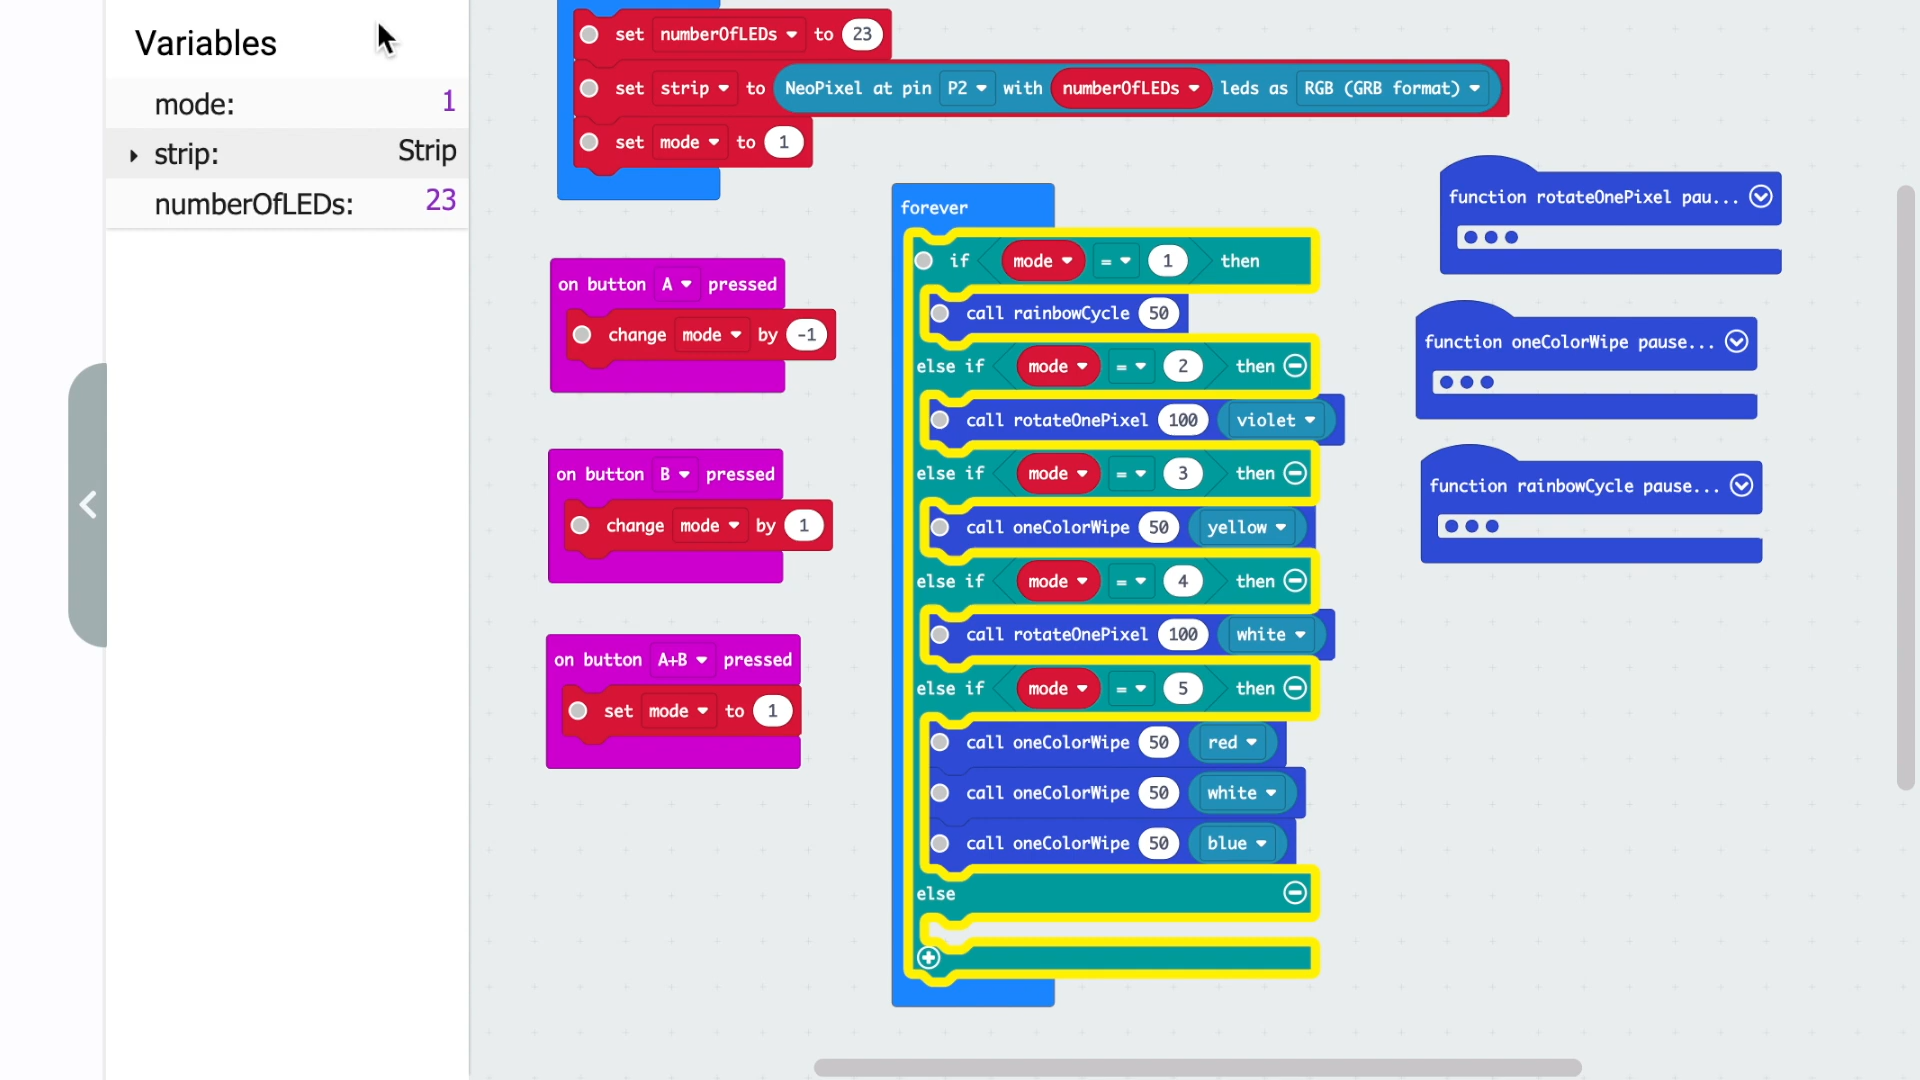 Variables
mode: 1
strip: Strip
numberOfLEDs: 23
set numberOfLEDs to 23
set strip to NeoPixel at pin P2 with numberOfLEDs leds as RGB (GRB format)
set mode to 1
on button A pressed
change mode by -1
on button B pressed
change mode by 1
on button A+B pressed
set mode to 1
forever
if mode = 1 then
call rainbowCycle 50
else if mode = 2 then
call rotateOnePixel 100 violet
else if mode = 3 then
call oneColorWipe 50 yellow
else if mode = 4 then
call rotateOnePixel 100 white
else if mode = 5 then
call oneColorWipe 50 red
call oneColorWipe 50 white
call oneColorWipe 50 blue
else
function rotateOnePixel pau...
function oneColorWipe pause...
function rainbowCycle pause...